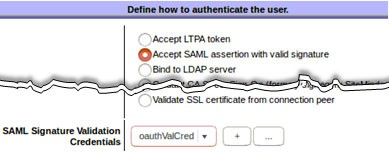 Define how to authenticate the user.
Accept LTPA token
Accept SAML assertion with valid signature
Bind to LDAP server
Validate SSL certificate from connection peer
SAML Signature Validation
Credentials
oauthValCred
+
...